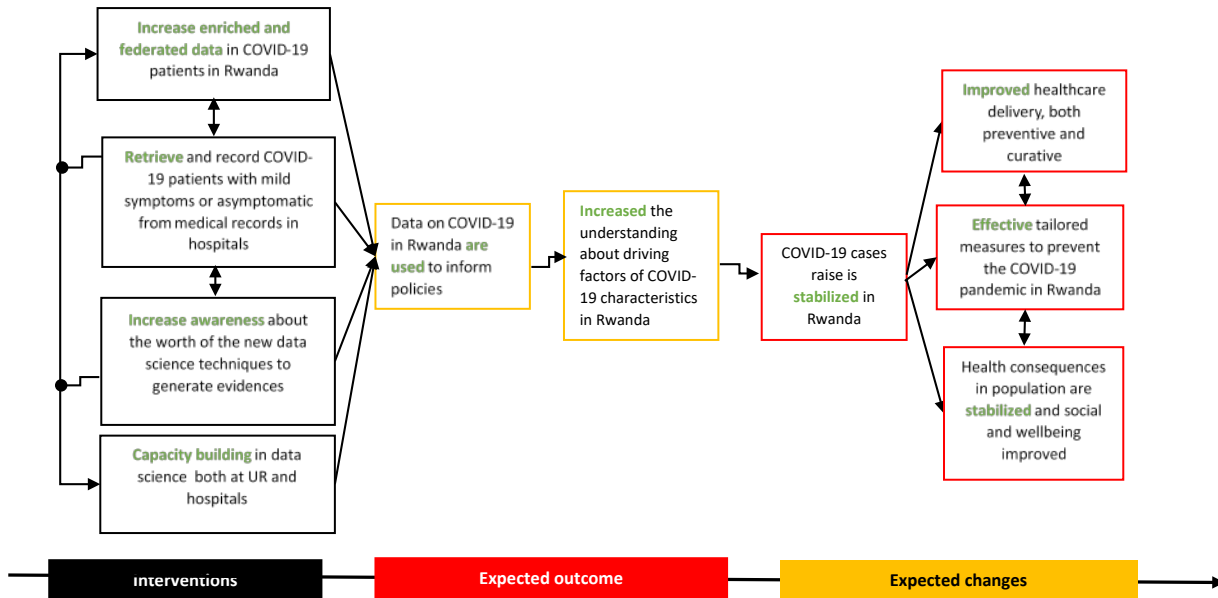 Increase enriched and
federated data in COVID-19
patients in Rwanda
Retrieve and record COVID-
19 patients with mild
symptoms or asymptomatic
from medical records in
hospitals
Increase awareness about
the worth of the new data
science techniques to
generate evidences
Capacity building in data
science both at UR and
hospitals
Data on COVID-19
in Rwanda are
used to inform
policies
Increased the
understanding
about driving
factors of COVID-
19 characteristics
in Rwanda
COVID-19 cases
raise is
stabilized in
Rwanda
Improved healthcare
delivery, both
preventive and
curative
Effective tailored
measures to prevent
the COVID-19
pandemic in Rwanda
Health consequences
in population are
stabilized and social
and wellbeing
improved
Interventions
Expected outcome
Expected changes